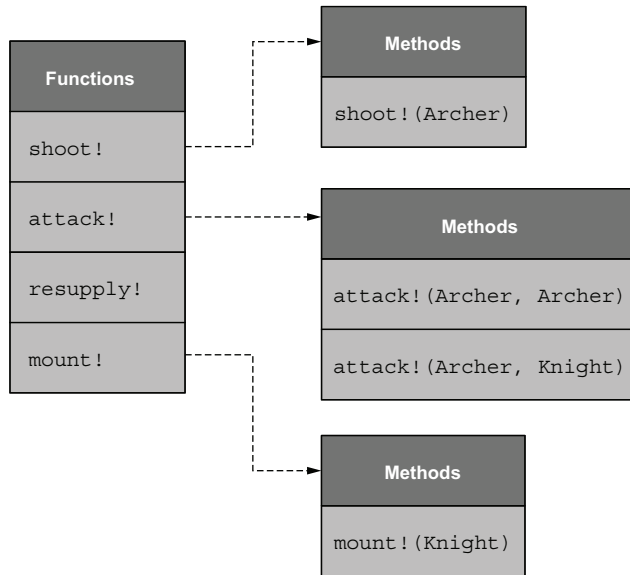 Functions
shoot!
attack!
resupply!
mount!
Methods
shoot!(Archer)
Methods
attack!(Archer, Archer)
attack!(Archer, Knight)
Methods
mount!(Knight)